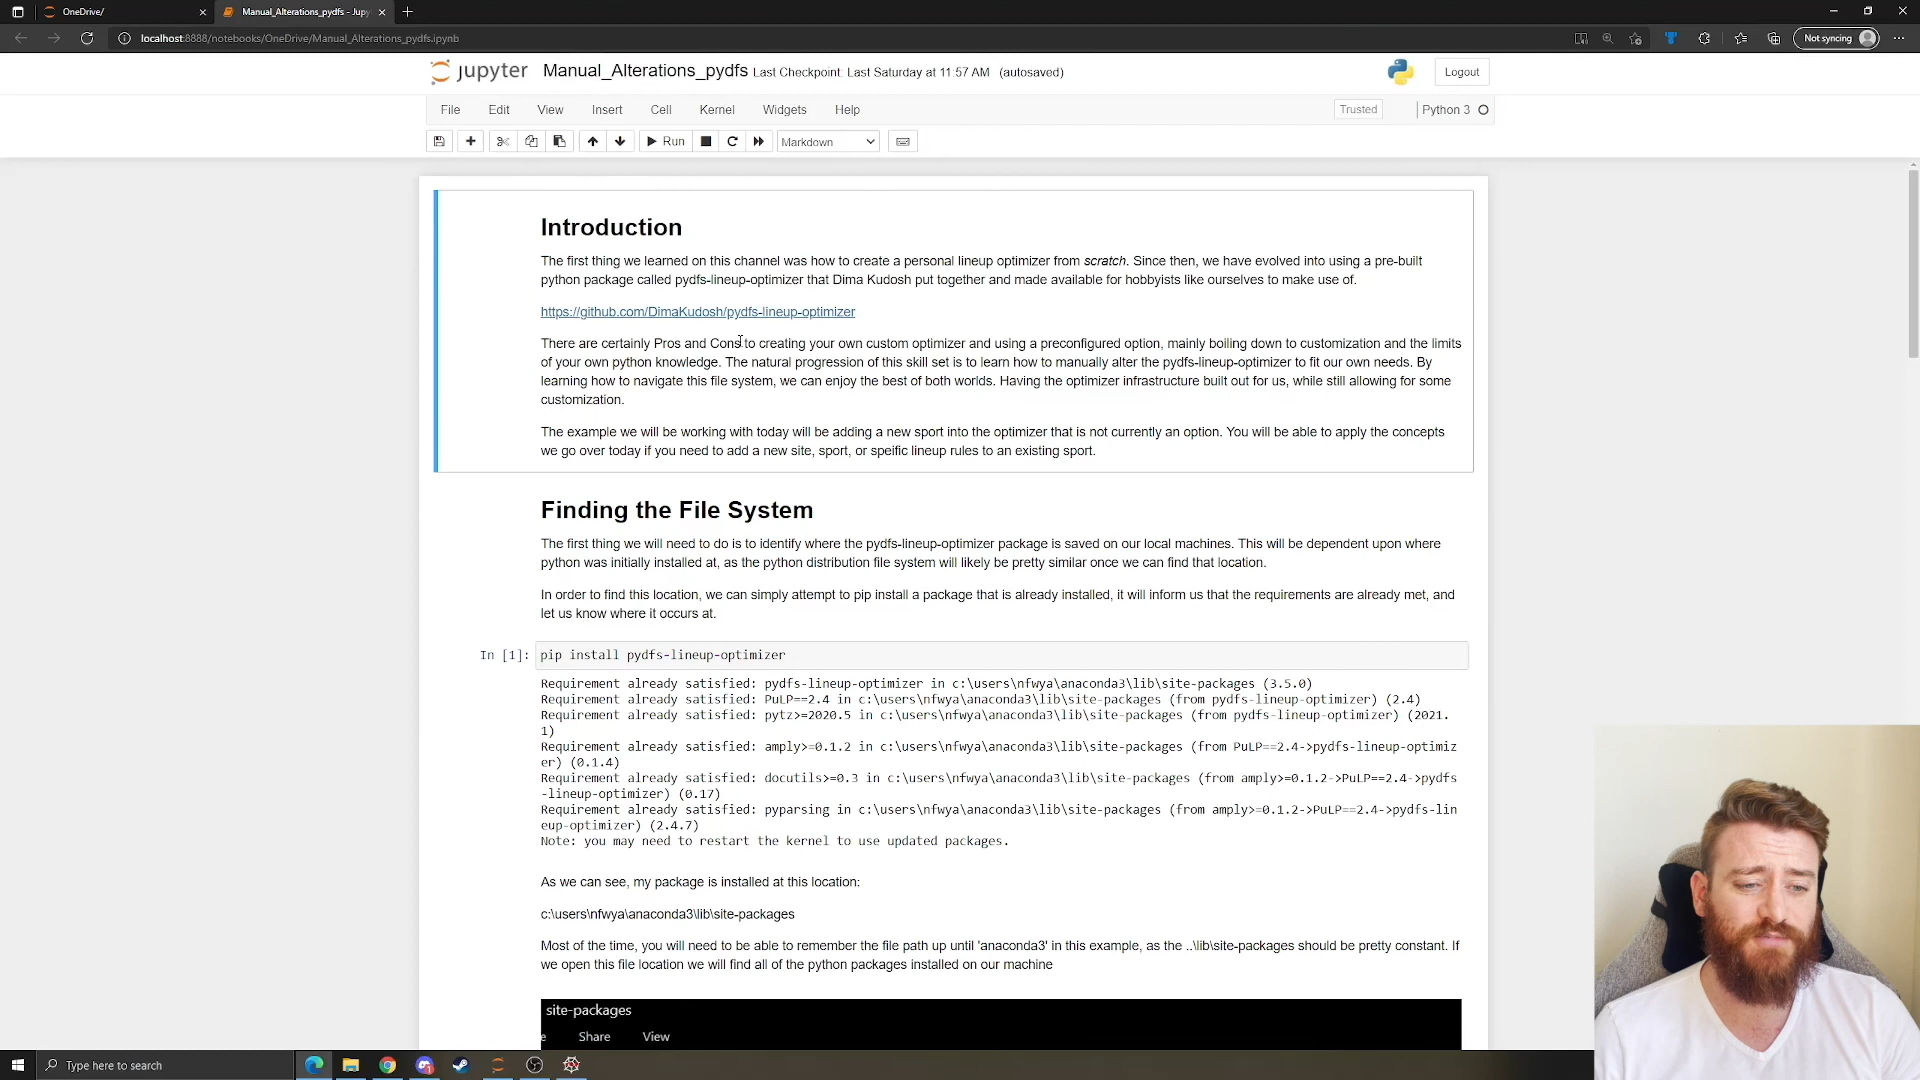 OneDrive/
Manual_Alterations_pydfs - Jupy
localhost:8888/notebooks/OneDrive/Manual_Alterations_pydfs.ipynb
Not syncing
jupyter Manual_Alterations_pydfs Last Checkpoint: Last Saturday at 11:57 AM (autosaved)
Logout
File Edit View Insert Cell Kernel Widgets Help
Trusted
Python 3
Run
Markdown
Introduction
The first thing we learned on this channel was how to create a personal lineup optimizer from scratch. Since then, we have evolved into using a pre-built
python package called pydfs-lineup-optimizer that Dima Kudosh put together and made available for hobbyists like ourselves to make use of.
https://github.com/DimaKudosh/pydfs-lineup-optimizer
There are certainly Pros and Cons to creating your own custom optimizer and using a preconfigured option, mainly boiling down to customization and the limits
of your own python knowledge. The natural progression of this skill set is to learn how to manually alter the pydfs-lineup-optimizer to fit our own needs. By
learning how to navigate this file system, we can enjoy the best of both worlds. Having the optimizer infrastructure built out for us, while still allowing for some
customization.
The example we will be working with today will be adding a new sport into the optimizer that is not currently an option. You will be able to apply the concepts
we go over today if you need to add a new site, sport, or speific lineup rules to an existing sport.
Finding the File System
The first thing we will need to do is to identify where the pydfs-lineup-optimizer package is saved on our local machines. This will be dependent upon where
python was initially installed at, as the python distribution file system will likely be pretty similar once we can find that location.
In order to find this location, we can simply attempt to pip install a package that is already installed, it will inform us that the requirements are already met, and
let us know where it occurs at.
In [1]: pip install pydfs-lineup-optimizer
Requirement already satisfied: pydfs-lineup-optimizer in c:\users\nfwya\anaconda3\lib\site-packages (3.5.0)
Requirement already satisfied: PuLP==2.4 in c:\users\nfwya\anaconda3\lib\site-packages (from pydfs-lineup-optimizer) (2.4)
Requirement already satisfied: pytz>=2020.5 in c:\users\nfwya\anaconda3\lib\site-packages (from pydfs-lineup-optimizer) (2021.
1)
Requirement already satisfied: amply>=0.1.2 in c:\users\nfwya\anaconda3\lib\site-packages (from PuLP==2.4->pydfs-lineup-optimiz
er) (0.1.4)
Requirement already satisfied: docutils>=0.3 in c:\users\nfwya\anaconda3\lib\site-packages (from amply>=0.1.2->PuLP==2.4->pydfs
-lineup-optimizer) (0.17)
Requirement already satisfied: pyparsing in c:\users\nfwya\anaconda3\lib\site-packages (from amply>=0.1.2->PuLP==2.4->pydfs-lin
eup-optimizer) (2.4.7)
Note: you may need to restart the kernel to use updated packages.
As we can see, my package is installed at this location:
c:\users\nfwya\anaconda3\lib\site-packages
Most of the time, you will need to be able to remember the file path up until 'anaconda3' in this example, as the ..\lib\site-packages should be pretty constant. If
we open this file location we will find all of the python packages installed on our machine
site-packages
e Share View
Type here to search